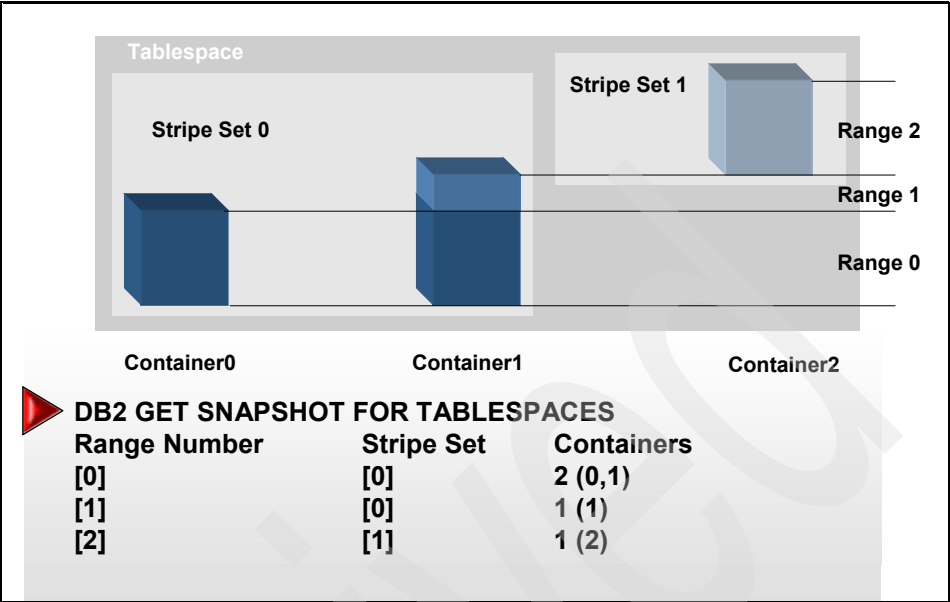 Tablespace
Stripe Set 1
Stripe Set 0
Range 2
Range 1
Range 0
Container0 Container1 Container2
DB2 GET SNAPSHOT FOR TABLESPACES
Range Number Stripe Set Containers
[0] [0] 2 (0,1)
[1] [0] 1 (1)
[2] [1] 1 (2)